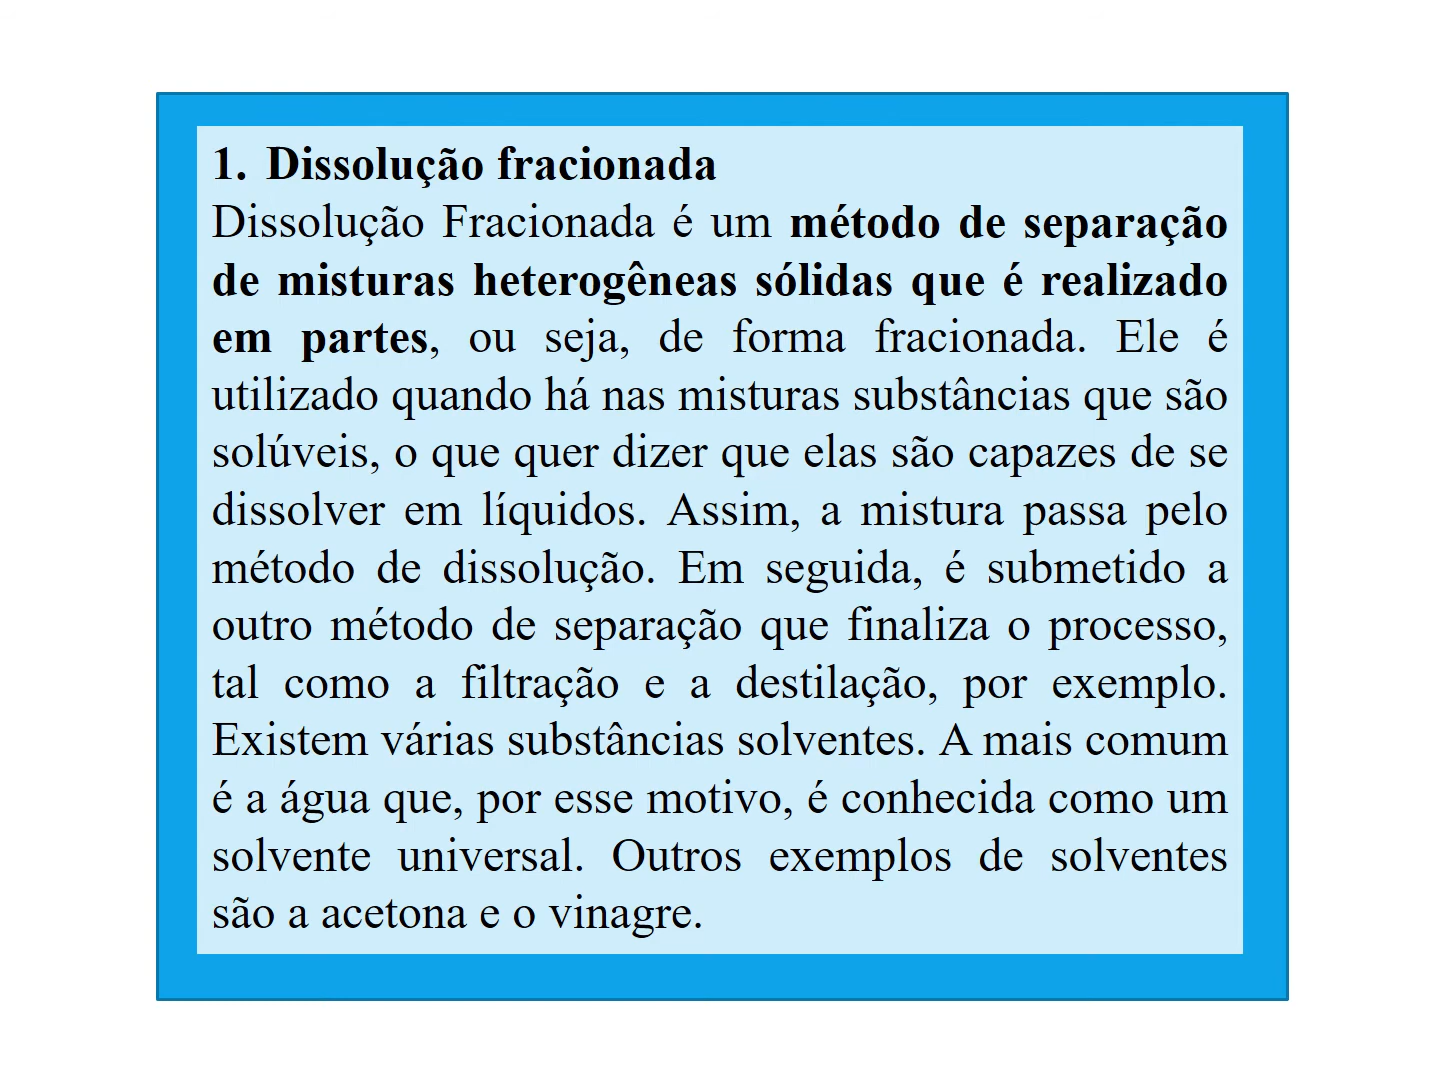 1. Dissolução fracionada
Dissolução Fracionada é um método de separação
de misturas heterogêneas sólidas que é realizado
em partes, ou seja, de forma fracionada. Ele é
utilizado quando há nas misturas substâncias que são
solúveis, o que quer dizer que elas são capazes de se
dissolver em líquidos. Assim, a mistura passa pelo
método de dissolução. Em seguida, é submetido a
outro método de separação que finaliza o processo,
tal como a filtração e a destilação, por exemplo.
Existem várias substâncias solventes. A mais comum
é a água que, por esse motivo, é conhecida como um
solvente universal. Outros exemplos de solventes
são a acetona e o vinagre.